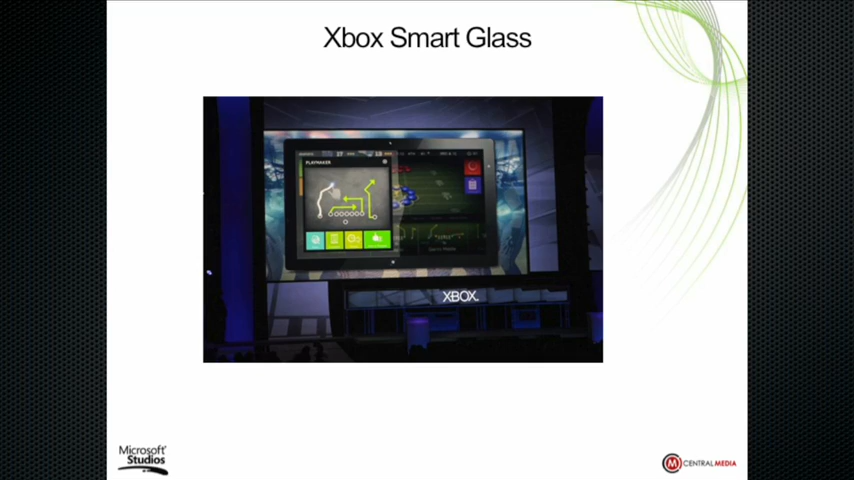 Xbox Smart Glass
PLAYMAKER
XBOX
Microsoft
Studios
M CENTRALMEDIA